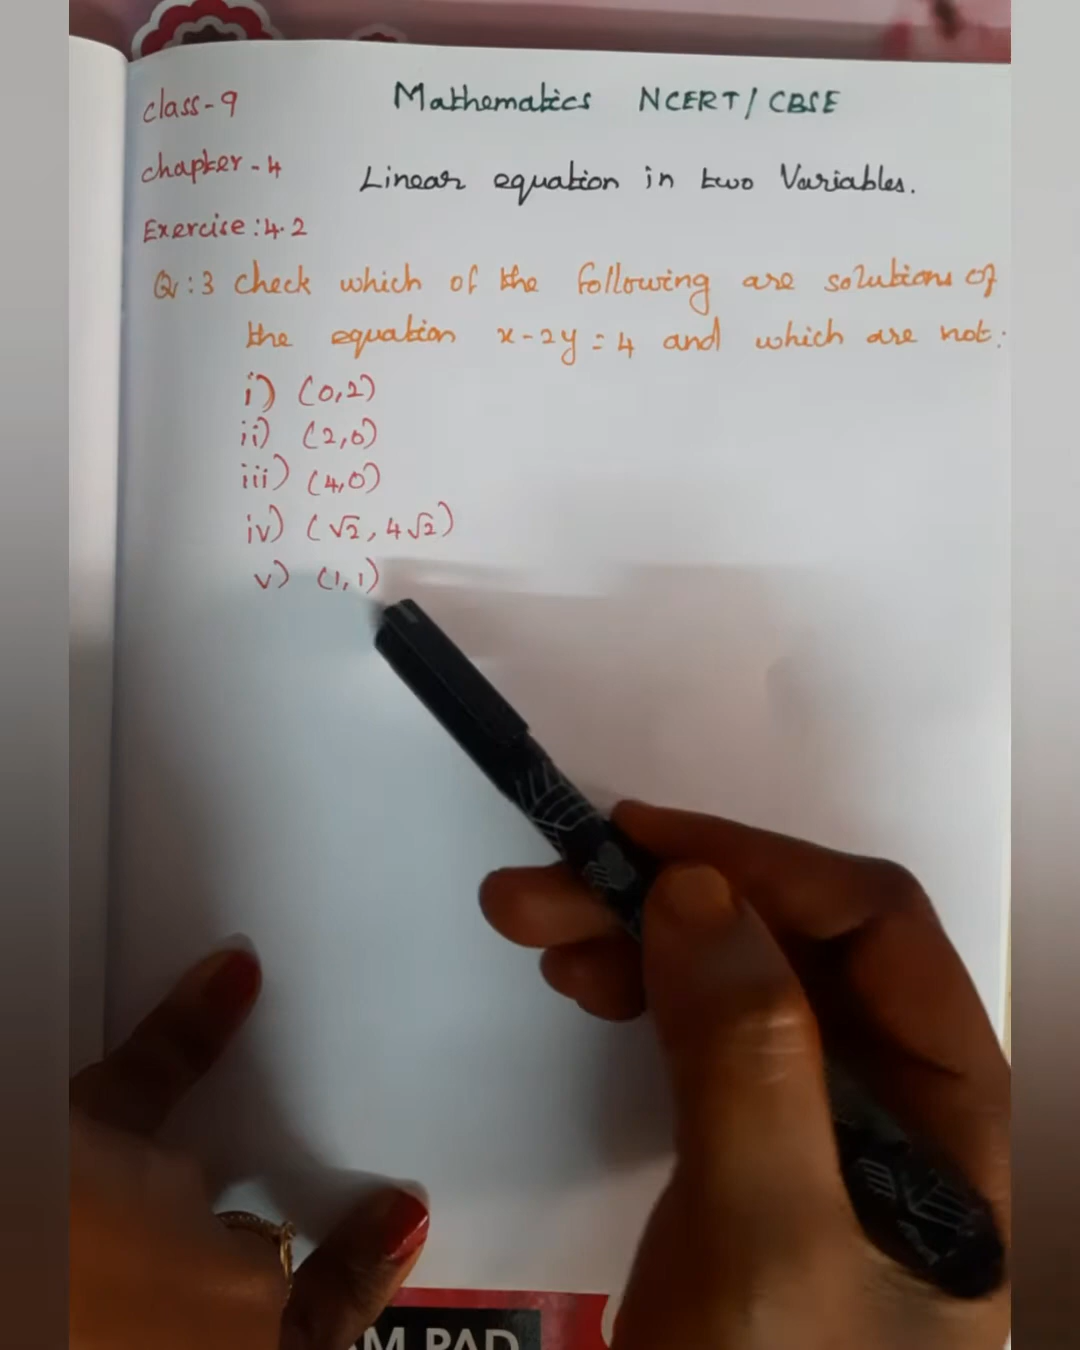 class-9
Mathematics NCERT/CBSE
chapter-4
Linear equation in two Variables.
Exercise:4.2
Q:3 check which of the following are solutions of
the equation x-2y=4 and which are not:
i) (0,2)
ii) (2,0)
iii) (4,0)
iv) (√2, 4√2)
v) (1,1)
M PAD